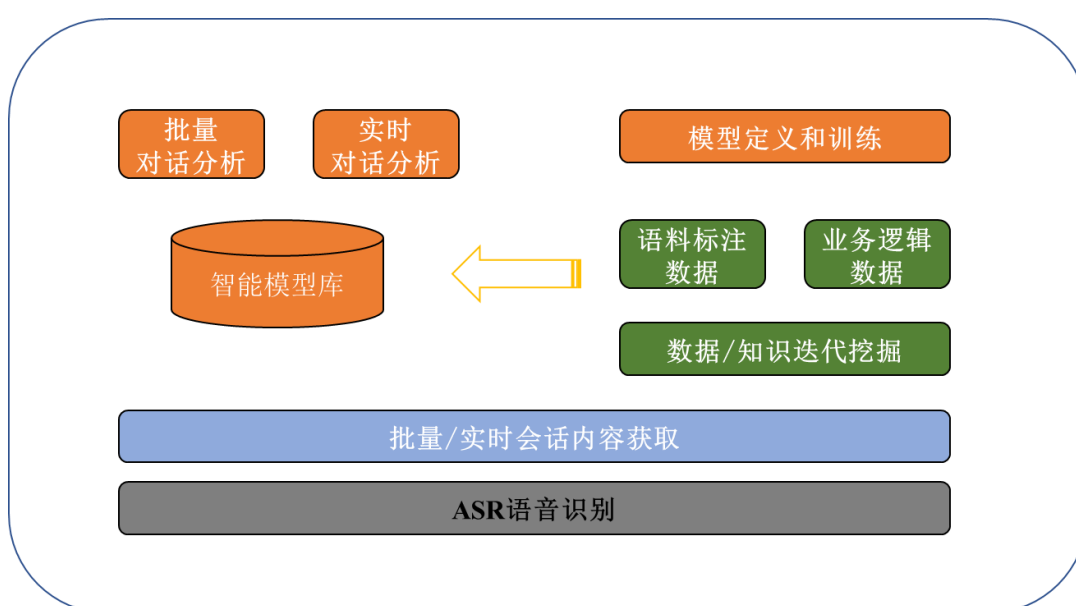 批量
对话分析
实时
对话分析
模型定义和训练
智能模型库
语料标注
数据
业务逻辑
数据
数据/知识迭代挖掘
批量/实时会话内容获取
ASR语音识别